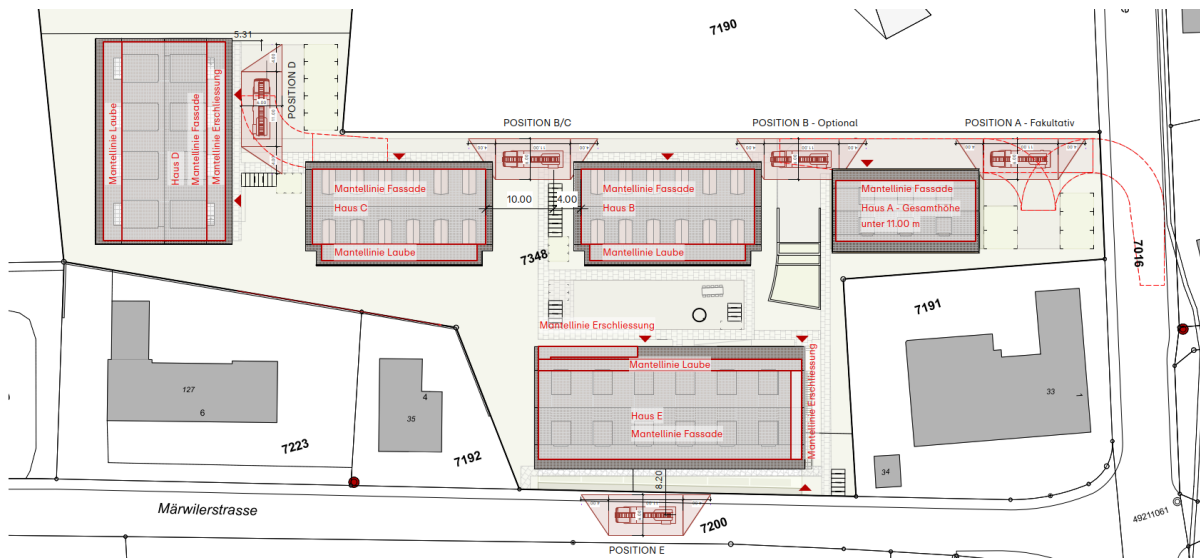 7190
5.31
POSITION D
POSITION B/C
POSITION B - Optional
POSITION A - Fakultativ
Mantellinie Laube
Haus D
Mantellinie Fassade
Mantellinie Erschliessung
Mantellinie Fassade
Haus C
Mantellinie Laube
10.00
4.00
Mantellinie Fassade
Haus B
Mantellinie Laube
Mantellinie Fassade
Haus A - Gesamthöhe
unter 11.00 m
7348
7016
7191
Mantellinie Erschliessung
Mantellinie Laube
Haus E
Mantellinie Fassade
Mantellinie Erschliessung
127
6
4
35
33
1
34
7223
7192
8.20
Märwilerstrasse
7200
POSITION E
49211061